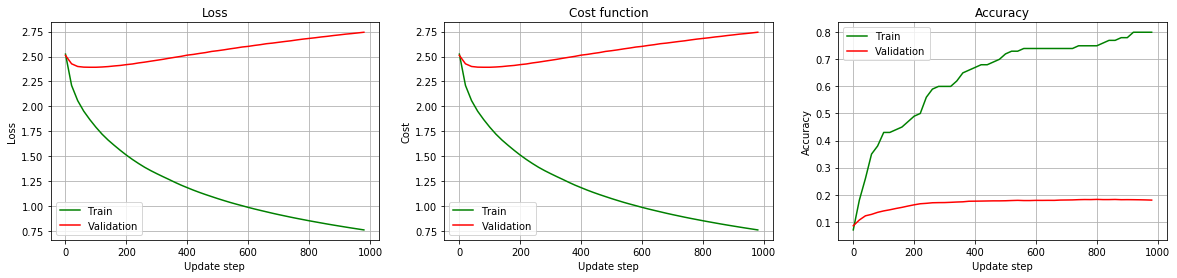 Loss
2.75
2.50
2.25
2.00
1.75
1.50
1.25
1.00
0.75
Loss
Train
Validation
0 200 400 600 800 1000
Update step
Cost function
2.75
2.50
2.25
2.00
1.75
1.50
1.25
1.00
0.75
Cost
Train
Validation
0 200 400 600 800 1000
Update step
Accuracy
Train
Validation
0.8
0.7
0.6
0.5
0.4
0.3
0.2
0.1
Accuracy
0 200 400 600 800 1000
Update step